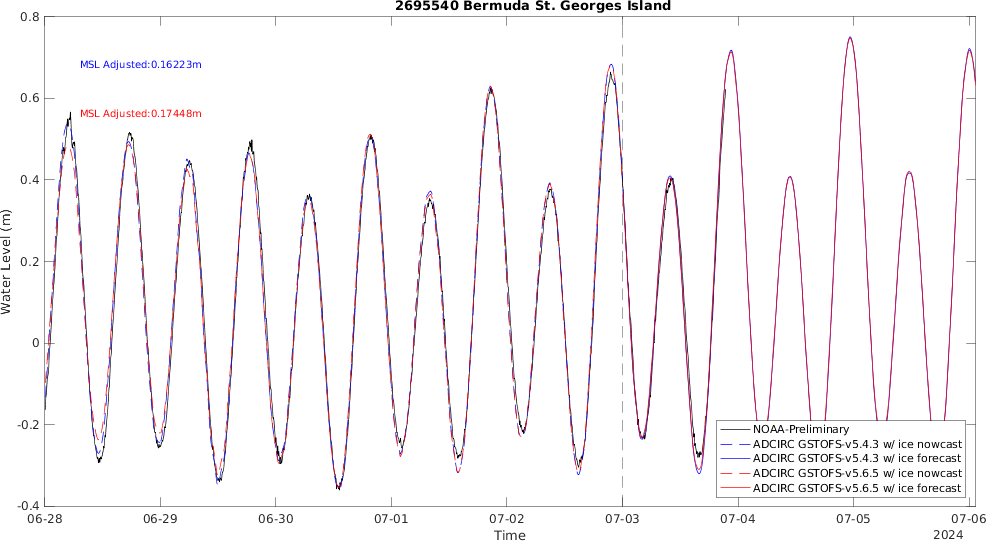 2695540 Bermuda St. Georges Island
MSL Adjusted:0.16223m
MSL Adjusted:0.17448m
Water Level (m)
0.8
0.6
0.4
0.2
0
-0.2
-0.4
NOAA-Preliminary
ADCIRC GSTOFS-v5.4.3 w/ ice nowcast
ADCIRC GSTOFS-v5.4.3 w/ ice forecast
ADCIRC GSTOFS-v5.6.5 w/ ice nowcast
ADCIRC GSTOFS-v5.6.5 w/ ice forecast
06-28 06-29 06-30 07-01 07-02 07-03 07-04 07-05 07-06
Time
2024